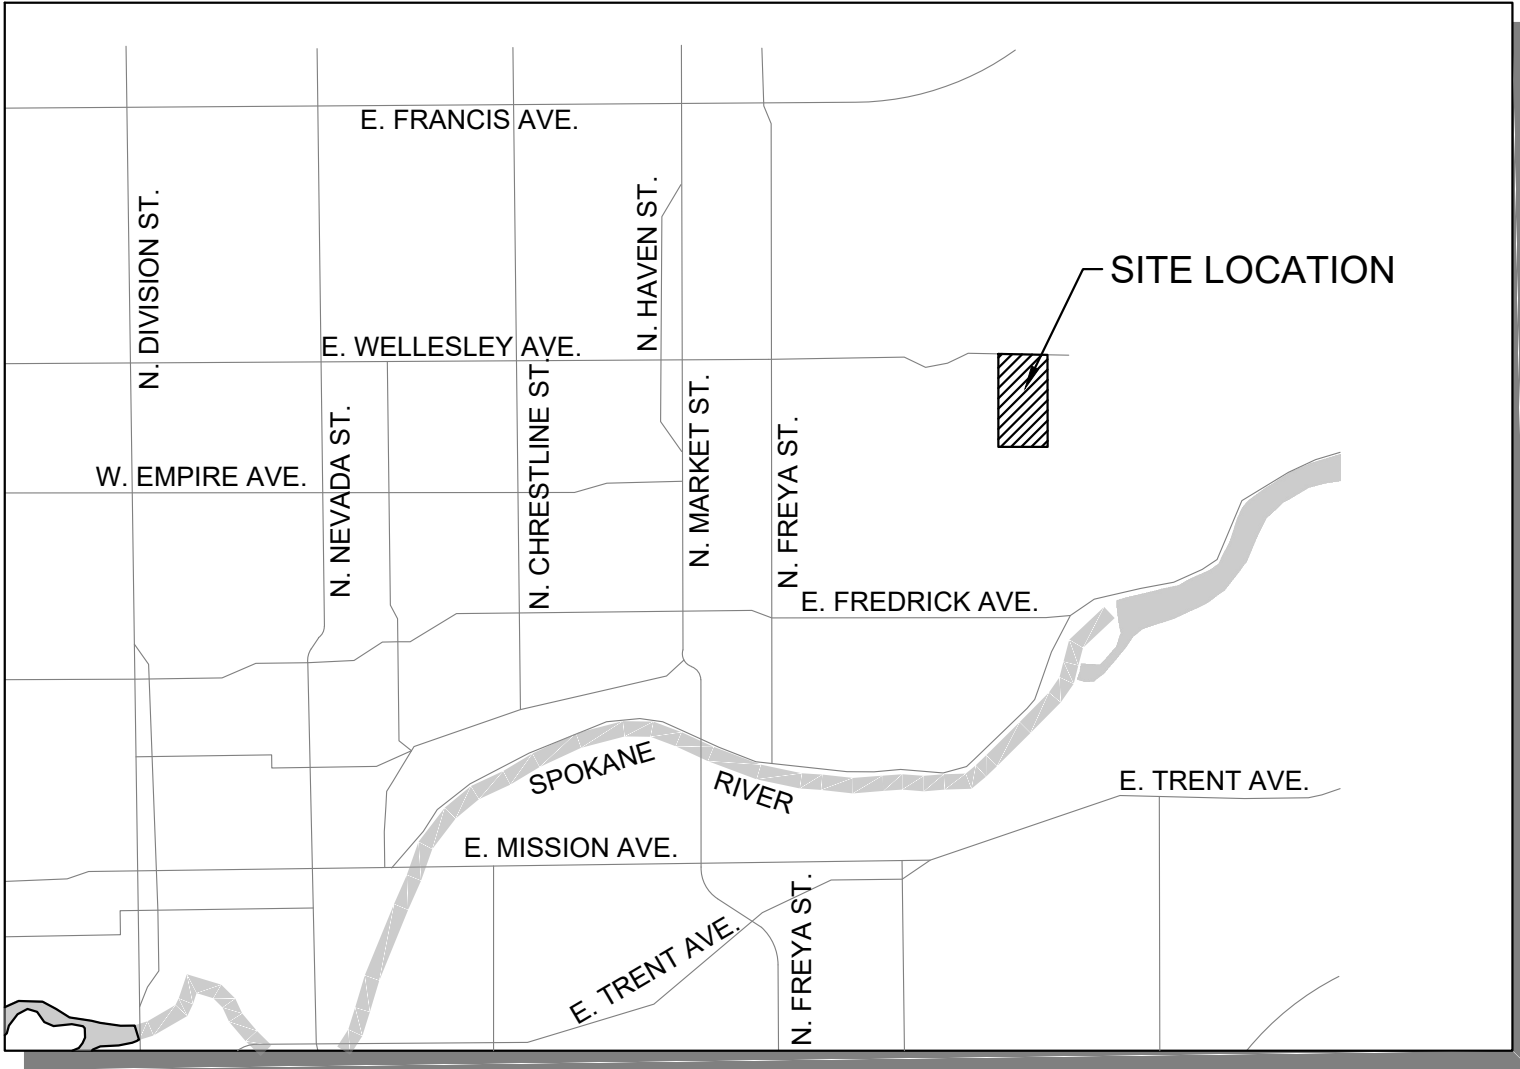 E. FRANCIS AVE.
N. DIVISION ST.
N. HAVEN ST.
SITE LOCATION
E. WELLESLEY AVE.
N. CHRESTLINE ST.
N. MARKET ST.
N. NEVADA ST.
N. FREYA ST.
W. EMPIRE AVE.
E. FREDRICK AVE.
SPOKANE
RIVER
E. TRENT AVE.
E. MISSION AVE.
E. TRENT AVE.
N. FREYA ST.